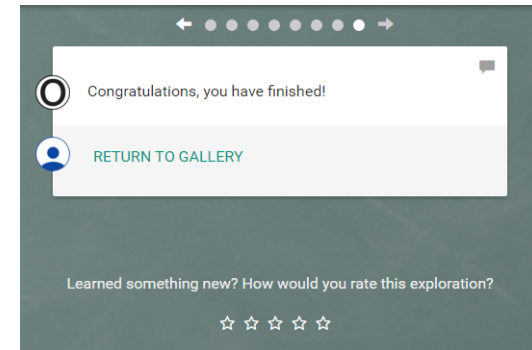 Congratulations, you have finished!
RETURN TO GALLERY
Learned something new? How would you rate this exploration?